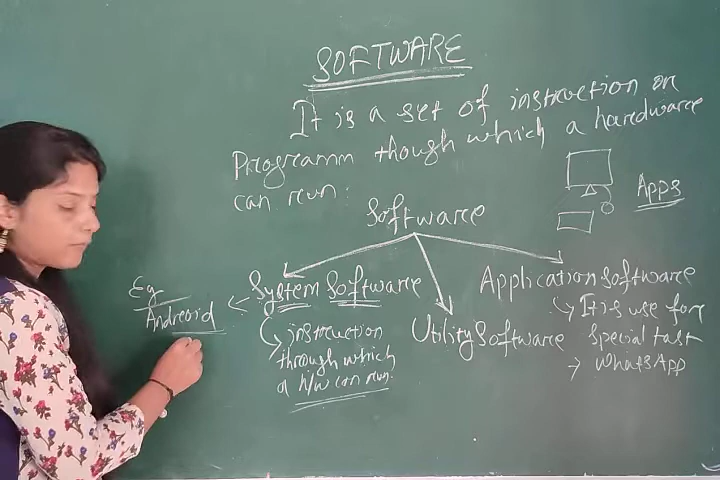 SOFTWARE
It is a set of instruction or
Programm though which a hardware
can run:
Apps
Software
System Software
Utility Software
Application Software
Eg
Android
instruction
through which
a h/w can run.
It is use for
special task
WhatsApp